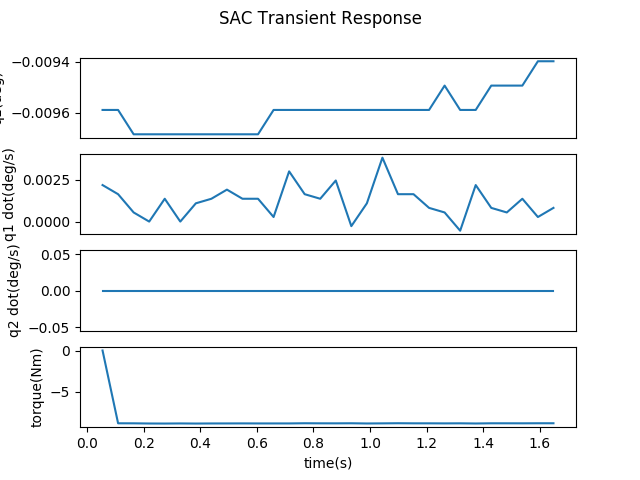 SAC Transient Response
−0.0094
−0.0096
0.0025
0.0000
q1 dot(deg/s)
0.05
0.00
−0.05
q2 dot(deg/s)
0
−5
torque(Nm)
0.0 0.2 0.4 0.6 0.8 1.0 1.2 1.4 1.6
time(s)